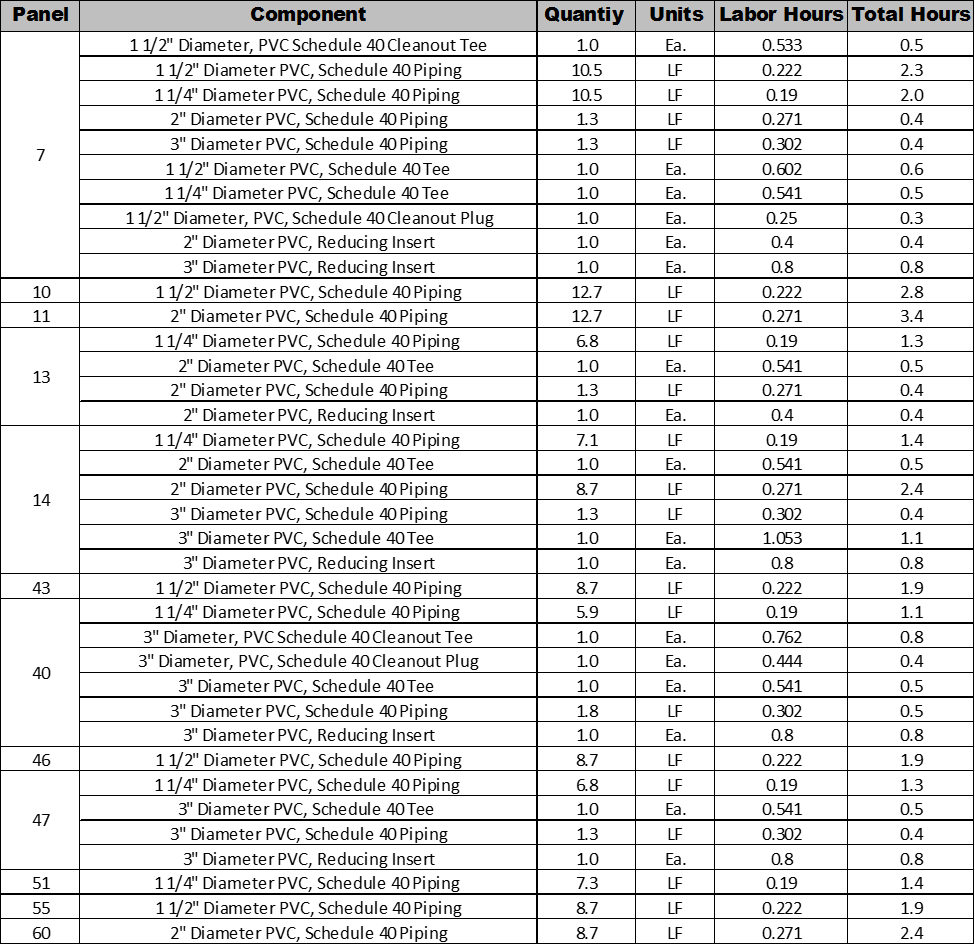 Panel Component Quantiy Units Labor Hours Total Hours
1 1/2" Diameter, PVC Schedule 40 Cleanout Tee 1.0 Ea. 0.533 0.5
1 1/2" Diameter PVC, Schedule 40 Piping 10.5 LF 0.222 2.3
1 1/4" Diameter PVC, Schedule 40 Piping 10.5 LF 0.19 2.0
2" Diameter PVC, Schedule 40 Piping 1.3 LF 0.271 0.4
3" Diameter PVC, Schedule 40 Piping 1.3 LF 0.302 0.4
7
1 1/2" Diameter PVC, Schedule 40 Tee 1.0 Ea. 0.602 0.6
1 1/4" Diameter PVC, Schedule 40 Tee 1.0 Ea. 0.541 0.5
1 1/2" Diameter, PVC, Schedule 40 Cleanout Plug 1.0 Ea. 0.25 0.3
2" Diameter PVC, Reducing Insert 1.0 Ea. 0.4 0.4
3" Diameter PVC, Reducing Insert 1.0 Ea. 0.8 0.8
10 1 1/2" Diameter PVC, Schedule 40 Piping 12.7 LF 0.222 2.8
11 2" Diameter PVC, Schedule 40 Piping 12.7 LF 0.271 3.4
1 1/4" Diameter PVC, Schedule 40 Piping 6.8 LF 0.19 1.3
2" Diameter PVC, Schedule 40 Tee 1.0 Ea. 0.541 0.5
13
2" Diameter PVC, Schedule 40 Piping 1.3 LF 0.271 0.4
2" Diameter PVC, Reducing Insert 1.0 Ea. 0.4 0.4
1 1/4" Diameter PVC, Schedule 40 Piping 7.1 LF 0.19 1.4
2" Diameter PVC, Schedule 40 Tee 1.0 Ea. 0.541 0.5
2" Diameter PVC, Schedule 40 Piping 8.7 LF 0.271 2.4
14
3" Diameter PVC, Schedule 40 Piping 1.3 LF 0.302 0.4
3" Diameter PVC, Schedule 40 Tee 1.0 Ea. 1.053 1.1
3" Diameter PVC, Reducing Insert 1.0 Ea. 0.8 0.8
43 1 1/2" Diameter PVC, Schedule 40 Piping 8.7 LF 0.222 1.9
1 1/4" Diameter PVC, Schedule 40 Piping 5.9 LF 0.19 1.1
3" Diameter, PVC Schedule 40 Cleanout Tee 1.0 Ea. 0.762 0.8
3" Diameter, PVC, Schedule 40 Cleanout Plug 1.0 Ea. 0.444 0.4
40
3" Diameter PVC, Schedule 40 Tee 1.0 Ea. 0.541 0.5
3" Diameter PVC, Schedule 40 Piping 1.8 LF 0.302 0.5
3" Diameter PVC, Reducing Insert 1.0 Ea. 0.8 0.8
46 1 1/2" Diameter PVC, Schedule 40 Piping 8.7 LF 0.222 1.9
1 1/4" Diameter PVC, Schedule 40 Piping 6.8 LF 0.19 1.3
3" Diameter PVC, Schedule 40 Tee 1.0 Ea. 0.541 0.5
47
3" Diameter PVC, Schedule 40 Piping 1.3 LF 0.302 0.4
3" Diameter PVC, Reducing Insert 1.0 Ea. 0.8 0.8
51 1 1/4" Diameter PVC, Schedule 40 Piping 7.3 LF 0.19 1.4
55 1 1/2" Diameter PVC, Schedule 40 Piping 8.7 LF 0.222 1.9
60 2" Diameter PVC, Schedule 40 Piping 8.7 LF 0.271 2.4